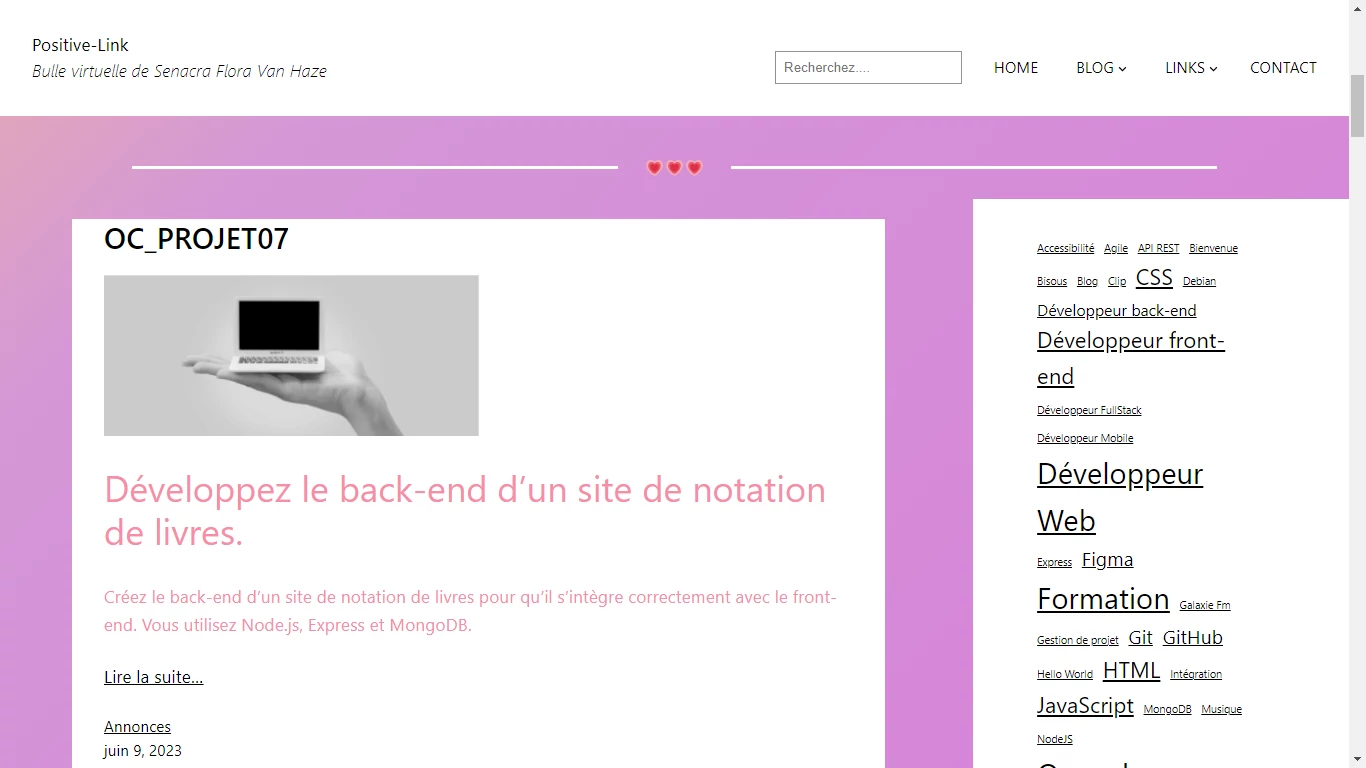 Positive-Link
Bulle virtuelle de Senacra Flora Van Haze
Recherchez.... HOME BLOG LINKS CONTACT
OC_PROJET07
Développez le back-end d’un site de notation
de livres.
Créez le back-end d’un site de notation de livres pour qu’il s’intègre correctement avec le front-
end. Vous utilisez Node.js, Express et MongoDB.
Lire la suite…
Annonces
juin 9, 2023
Accessibilité Agile API REST Bienvenue
Bisous Blog Clip CSS Debian
Développeur back-end
Développeur front-
end
Développeur FullStack
Développeur Mobile
Développeur
Web
Express Figma
Formation Galaxie Fm
Gestion de projet Git GitHub
Hello World HTML Intégration
JavaScript MongoDB Musique
NodeJS